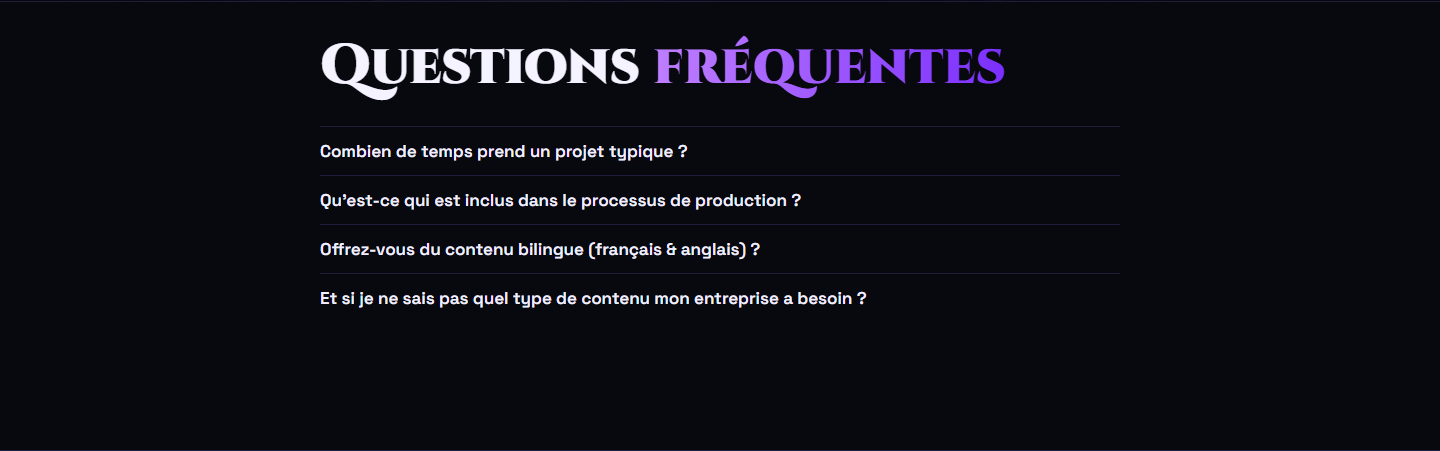 Questions fréquentes
Combien de temps prend un projet typique ?
Qu’est-ce qui est inclus dans le processus de production ?
Offrez-vous du contenu bilingue (français & anglais) ?
Et si je ne sais pas quel type de contenu mon entreprise a besoin ?